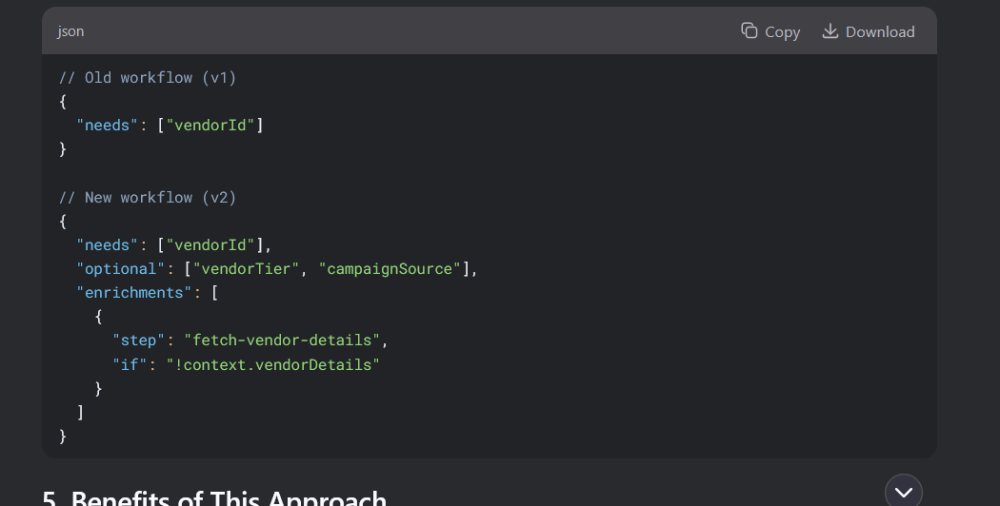 json
Copy
Download
// Old workflow (v1)
{
  "needs": ["vendorId"]
}
// New workflow (v2)
{
  "needs": ["vendorId"],
  "optional": ["vendorTier", "campaignSource"],
  "enrichments": [
    {
      "step": "fetch-vendor-details",
      "if": "!context.vendorDetails"
    }
  ]
}
5. Benefits of This Approach